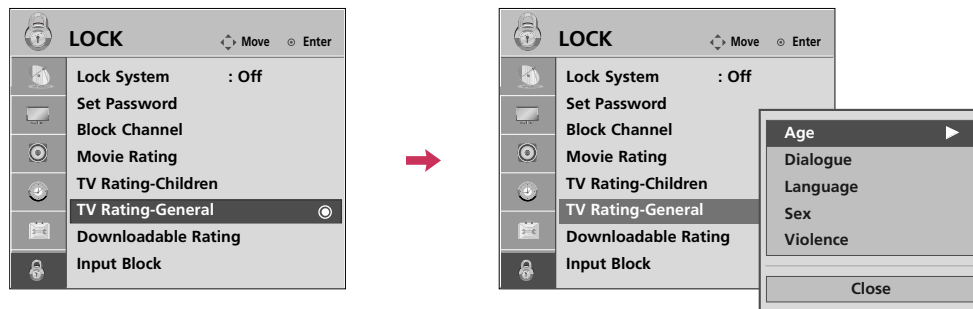 LOCK
Move
Enter
Lock System : Off
Set Password
Block Channel
Movie Rating
TV Rating-Children
TV Rating-General
Downloadable Rating
Input Block
LOCK
Move
Enter
Lock System : Off
Set Password
Block Channel
Movie Rating
TV Rating-Children
TV Rating-General
Downloadable Rating
Input Block
Age
Dialogue
Language
Sex
Violence
Close